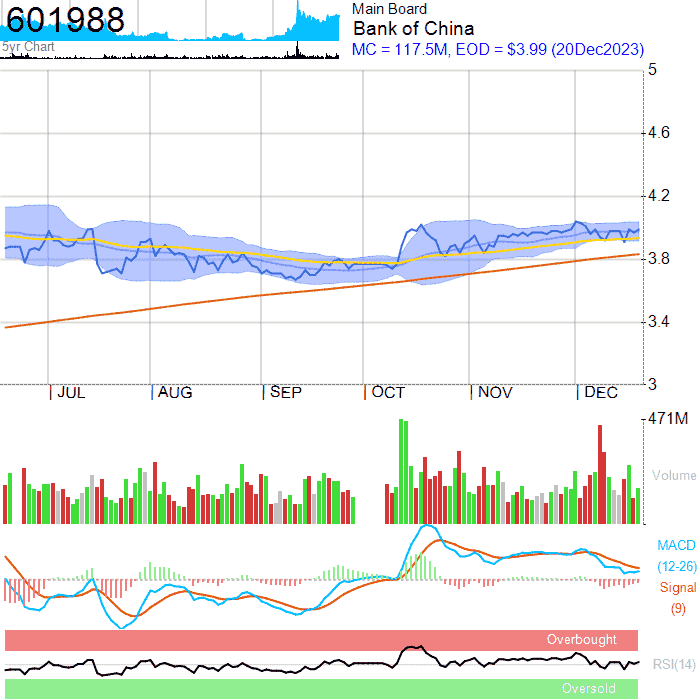 601988
5yr Chart
Main Board
Bank of China
MC = 117.5M, EOD = $3.99 (20Dec2023)
5
4.6
4.2
3.8
3.4
3
JUL AUG SEP OCT NOV DEC
471M
Volume
MACD
(12-26)
Signal
(9)
Overbought
RSI(14)
Oversold